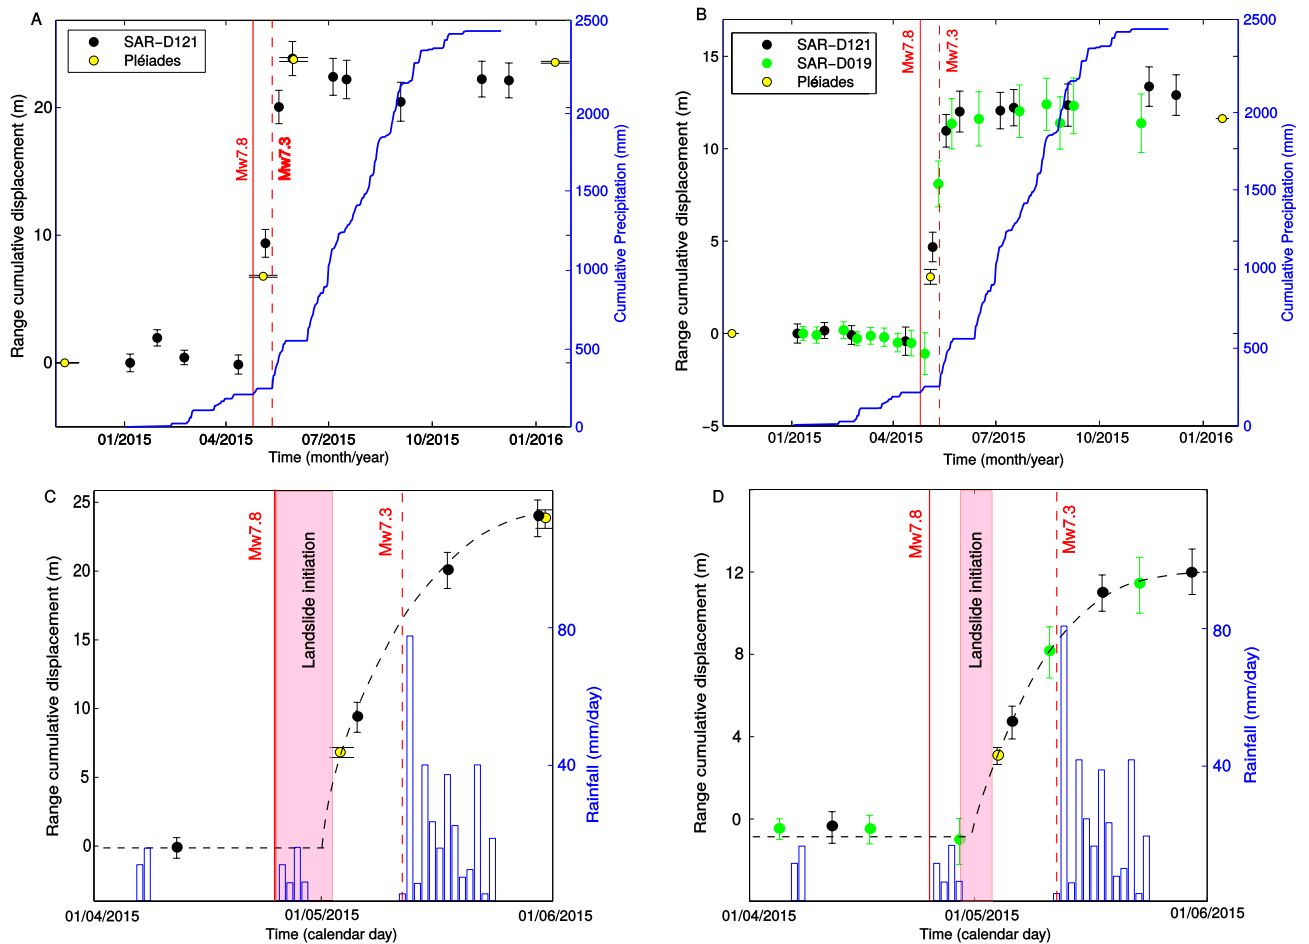 A
SAR−D121
Pléiades
Mw7.8
Mw7.3
Range cumulative displacement (m)
20
10
0
2500
2000
1500
1000
500
0
Cumulative Precipitation (mm)
01/2015
04/2015
07/2015
10/2015
01/2016
Time (month/year)
B
SAR−D121
SAR−D019
Pléiades
Mw7.8
Mw7.3
Range cumulative displacement (m)
15
10
5
0
−5
2500
2000
1500
1000
500
0
Cumulative Precipitation (mm)
01/2015
04/2015
07/2015
10/2015
01/2016
Time (month/year)
C
Mw7.8
Landslide initiation
Mw7.3
Range cumulative displacement (m)
25
20
15
10
5
0
80
40
Rainfall (mm/day)
01/04/2015
01/05/2015
01/06/2015
Time (calendar day)
D
Mw7.8
Landslide initiation
Mw7.3
Range cumulative displacement (m)
12
8
4
0
80
40
Rainfall (mm/day)
01/04/2015
01/05/2015
01/06/2015
Time (calendar day)